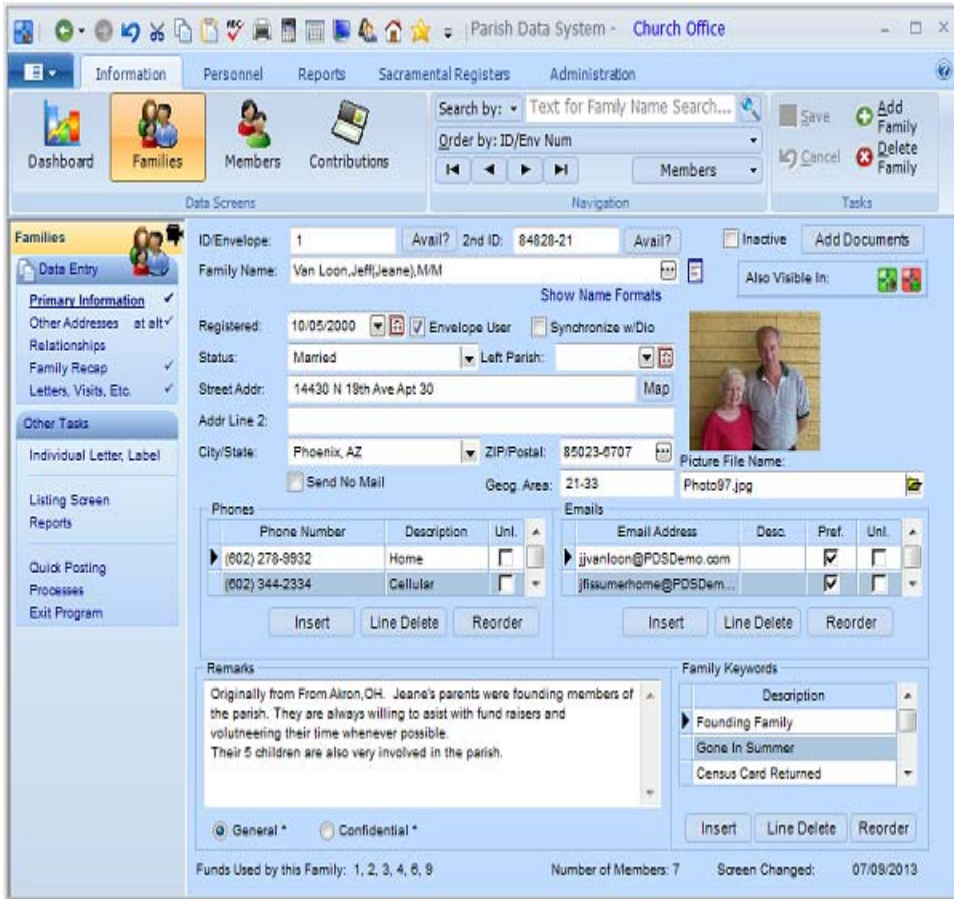 Parish Data System - Church Office
Information Personnel Reports Sacramental Registers Administration
Dashboard Families Members Contributions
Data Screens
Search by: Text for Family Name Search...
Order by: ID/Env Num
Members
Navigation
Save Add Family
Cancel Delete Family
Tasks
Families
Data Entry
Primary Information
Other Addresses at alt
Relationships
Family Recap
Letters, Visits, Etc.
Other Tasks
Individual Letter, Label
Listing Screen
Reports
Quick Posting
Processes
Exit Program
ID/Envelope: 1 Avail? 2nd ID: 84828-21 Avail? Inactive Add Documents
Family Name: Van Loon,Jeff(Jeane),M/M Also Visible In:
Show Name Formats
Registered: 10/05/2000 Envelope User Synchronize w/Dio
Status: Married Left Parish:
Street Addr: 14430 N 19th Ave Apt 30 Map
Addr Line 2:
City/State: Phoenix, AZ ZIP/Postal: 85023-6707
Picture File Name:
Send No Mail Geog. Area: 21-33 Photo97.jpg
Phones
Phone Number Description Unl.
(602) 278-9932 Home
(602) 344-2334 Cellular
Insert Line Delete Reorder
Emails
Email Address Desc. Pref. Unl.
jjvanloon@PDSDemo.com
jfissumerhome@PDSDem...
Insert Line Delete Reorder
Remarks
Originally from From Akron,OH. Jeane's parents were founding members of
the parish. They are always willing to asist with fund raisers and
volutneering their time whenever possible.
Their 5 children are also very involved in the parish.
General * Confidential *
Family Keywords
Description
Founding Family
Gone In Summer
Census Card Returned
Insert Line Delete Reorder
Funds Used by this Family: 1, 2, 3, 4, 6, 9 Number of Members: 7 Screen Changed: 07/09/2013